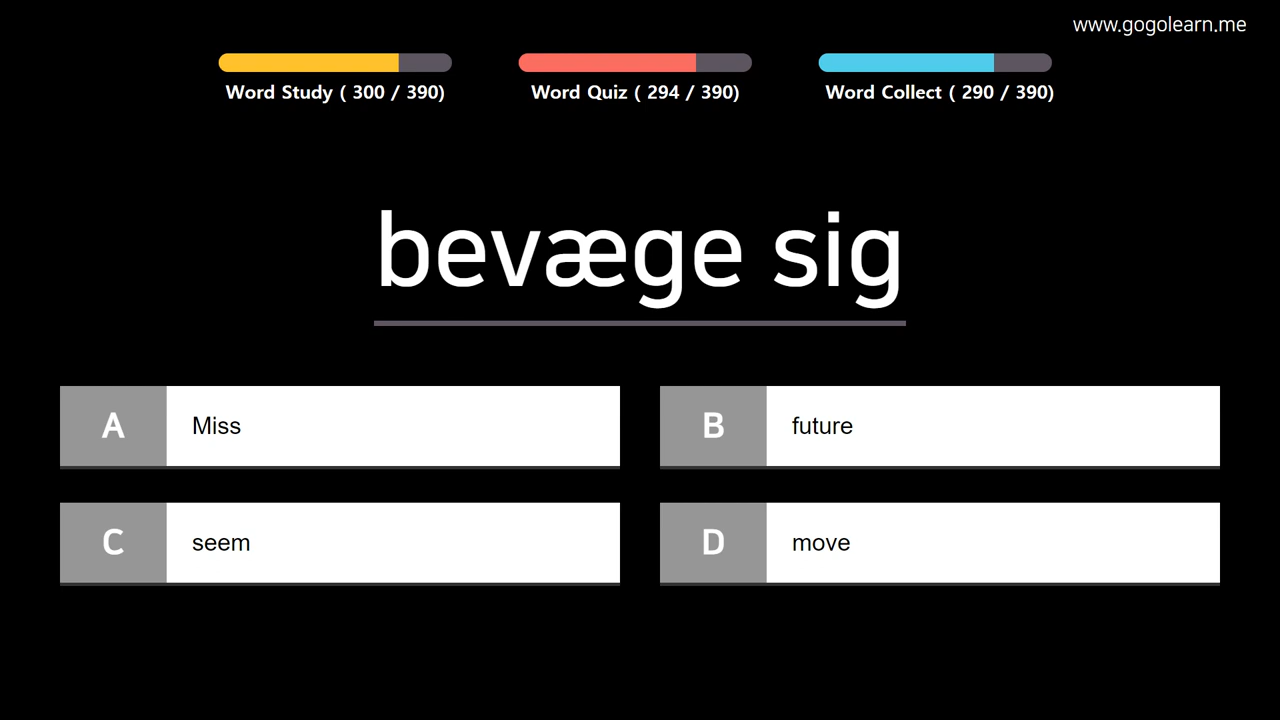 www.gogolearn.me
Word Study ( 300 / 390)
Word Quiz ( 294 / 390)
Word Collect ( 290 / 390)
bevæge sig
A Miss
B future
C seem
D move